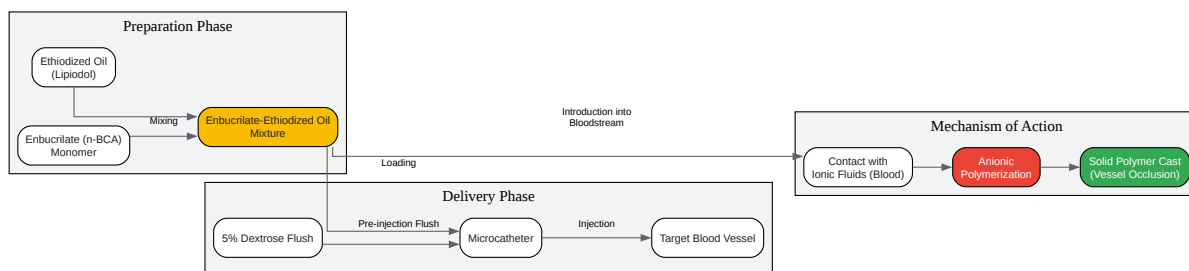 Preparation Phase
Ethiodized Oil
(Lipiodol)
Mixing
Enbucrilate (n-BCA)
Monomer
Enbucrilate-Ethiodized Oil
Mixture
Loading
Introduction into
Bloodstream
Delivery Phase
5% Dextrose Flush
Pre-injection Flush
Microcatheter
Injection
Target Blood Vessel
Mechanism of Action
Contact with
Ionic Fluids (Blood)
Anionic
Polymerization
Solid Polymer Cast
(Vessel Occlusion)